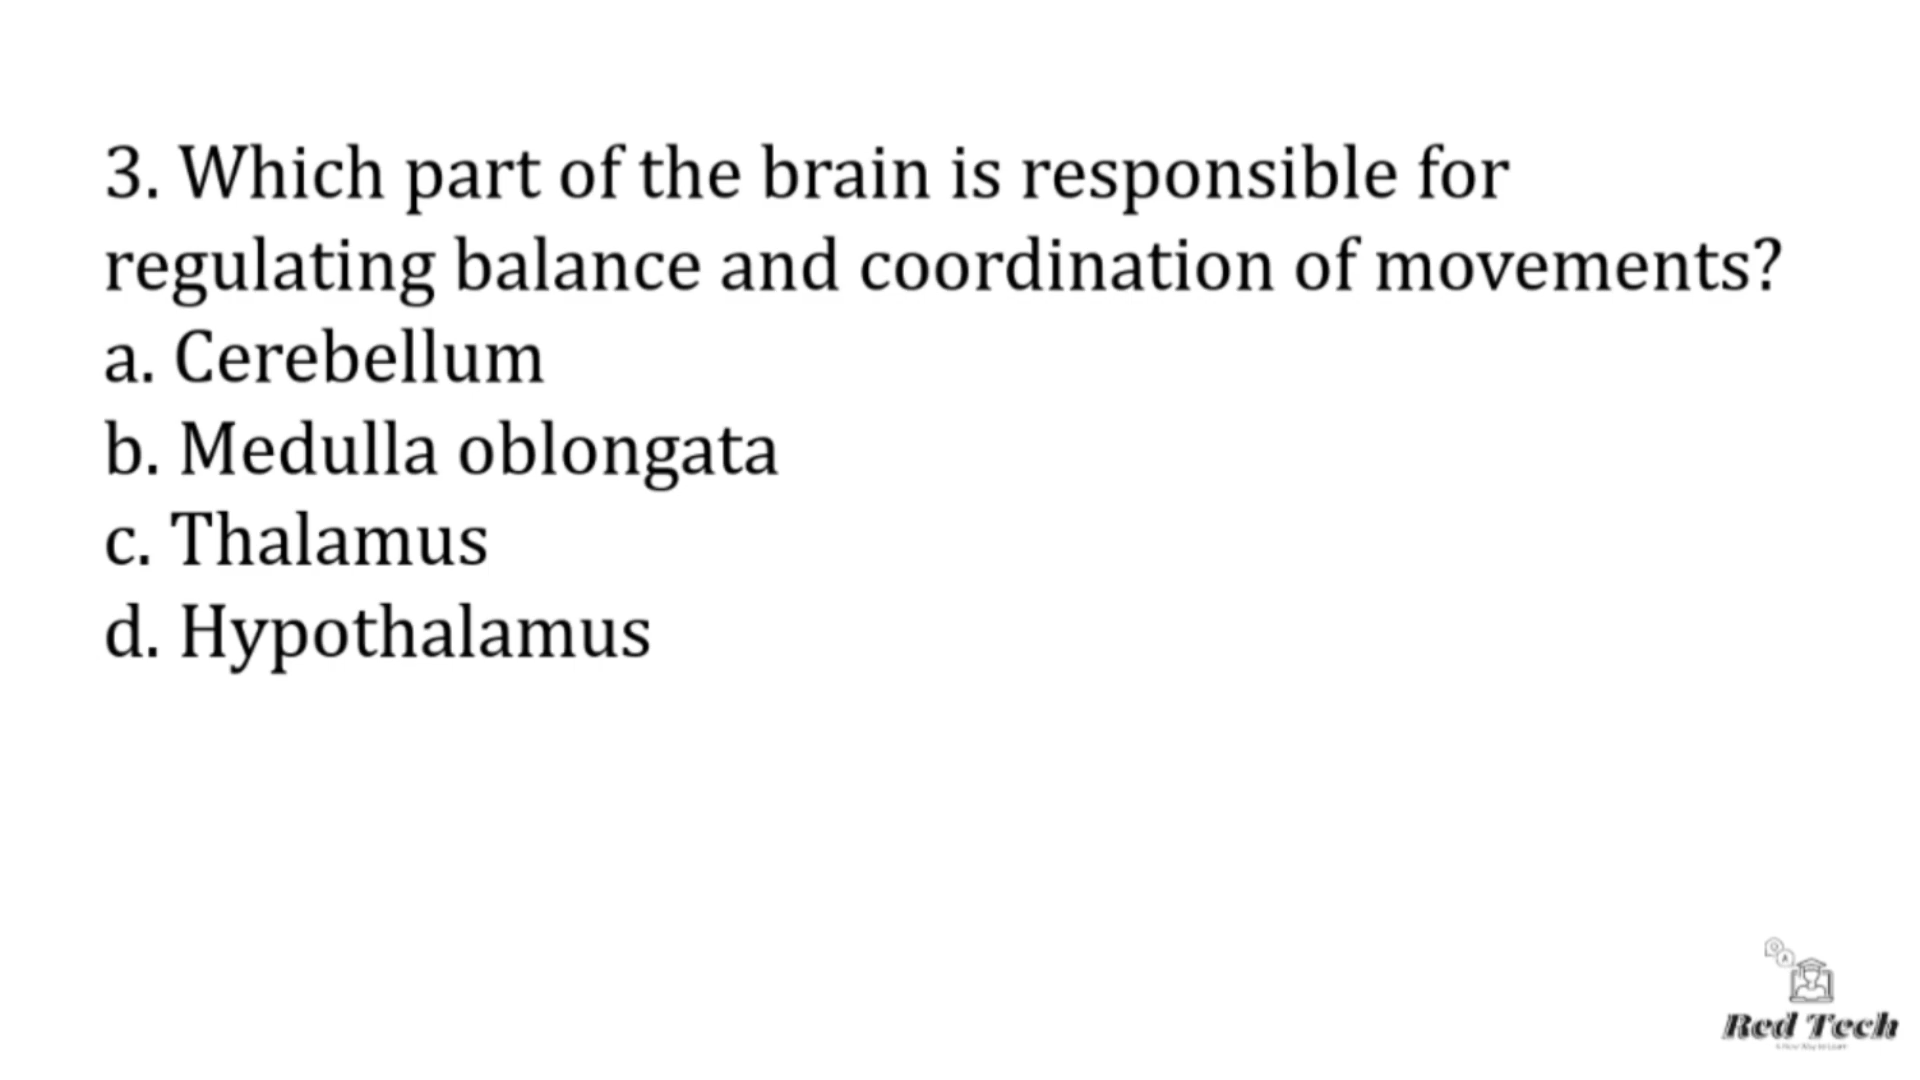 3. Which part of the brain is responsible for
regulating balance and coordination of movements?
a. Cerebellum
b. Medulla oblongata
c. Thalamus
d. Hypothalamus
Q
A
Red Tech